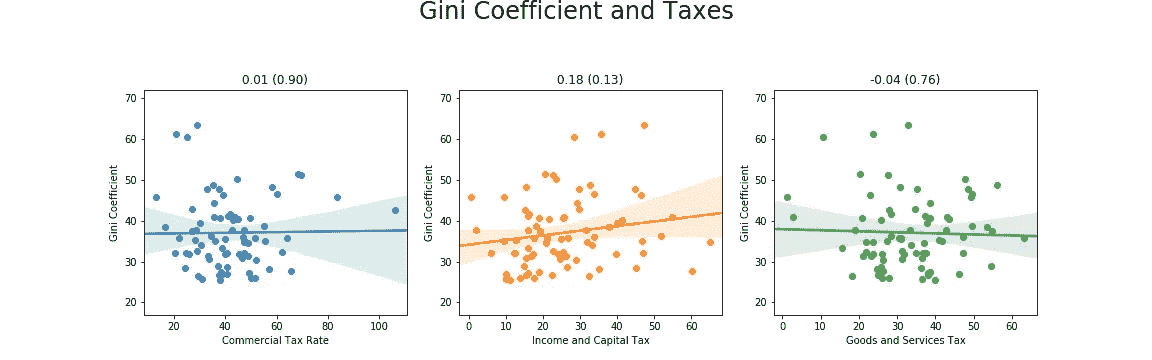 Gini Coefficient and Taxes
0.01 (0.90)
70
60
50
40
30
20
Gini Coefficient
20 40 60 80 100
Commercial Tax Rate
0.18 (0.13)
70
60
50
40
30
20
Gini Coefficient
0 10 20 30 40 50 60
Income and Capital Tax
-0.04 (0.76)
70
60
50
40
30
20
Gini Coefficient
0 10 20 30 40 50 60
Goods and Services Tax